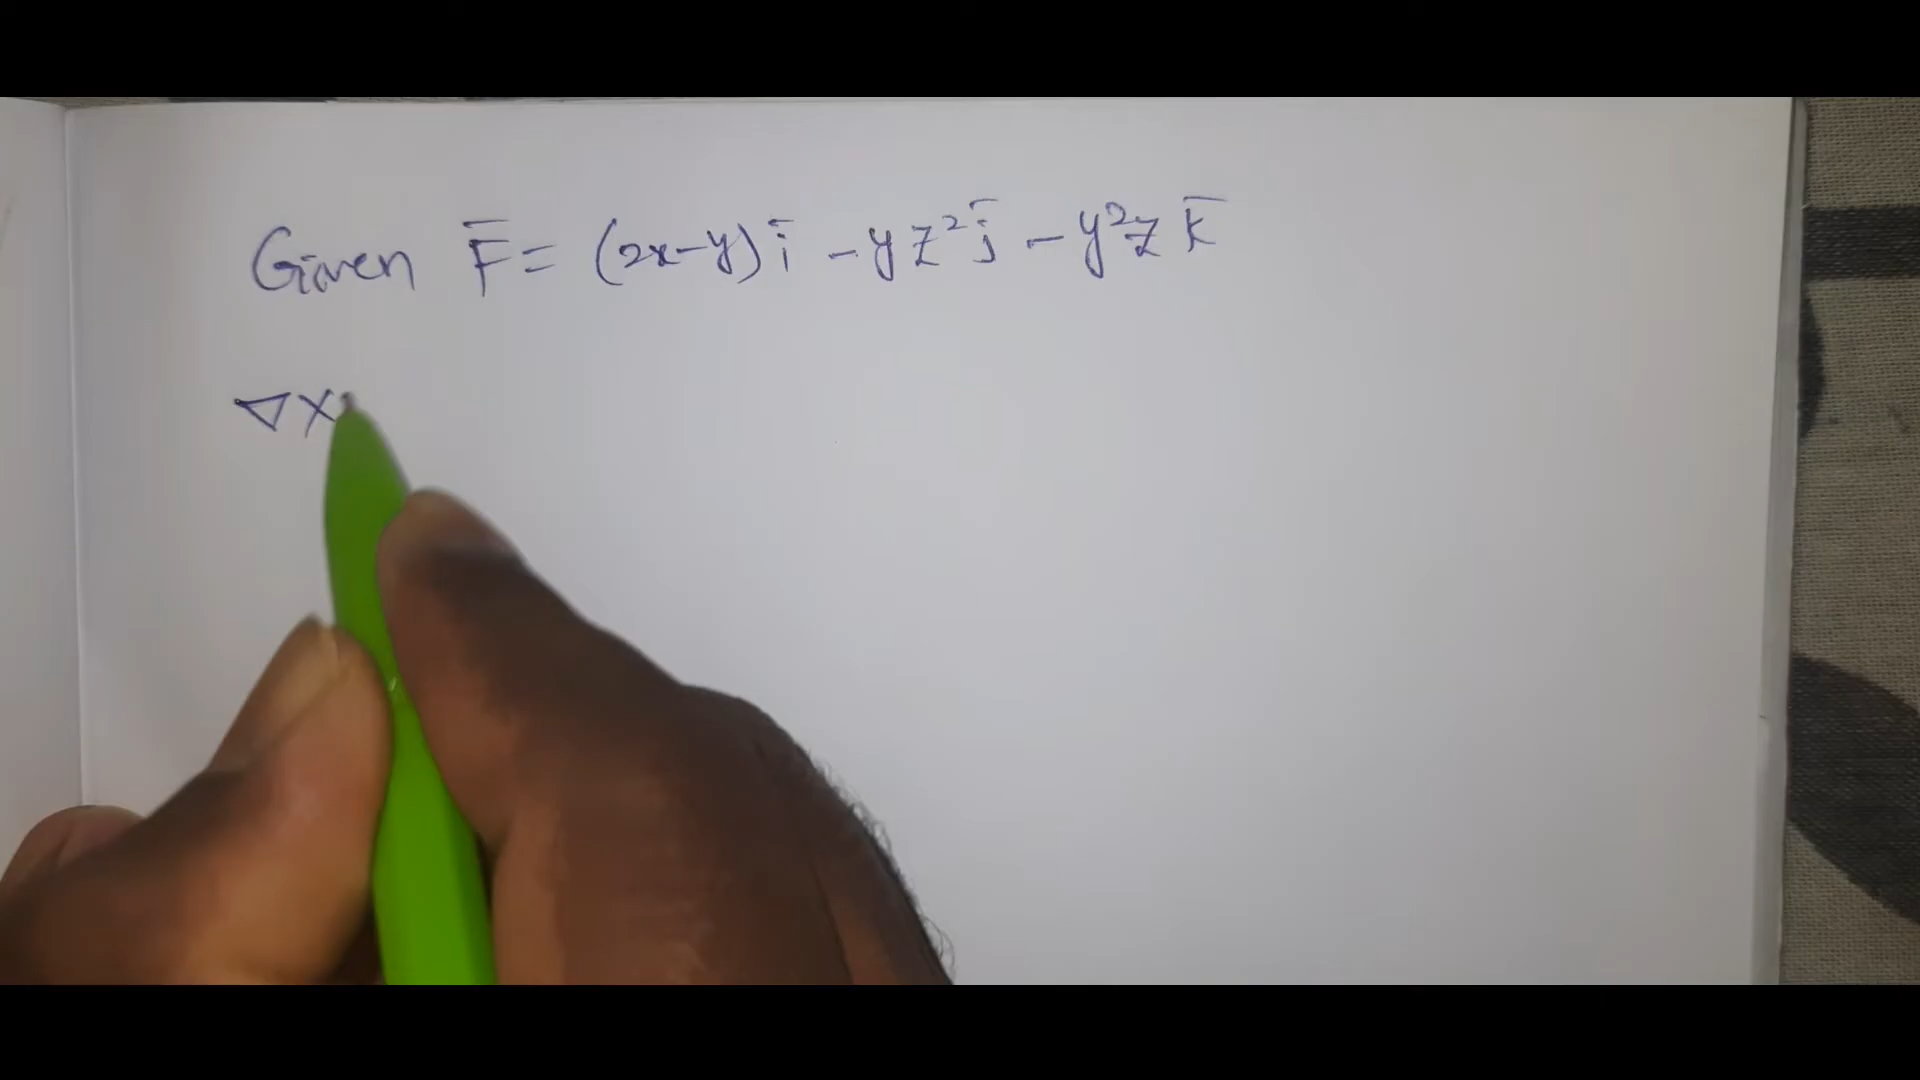 Given F̅ = (2x-y) i̅ - yz² j̅ - y²z k̅
∇×